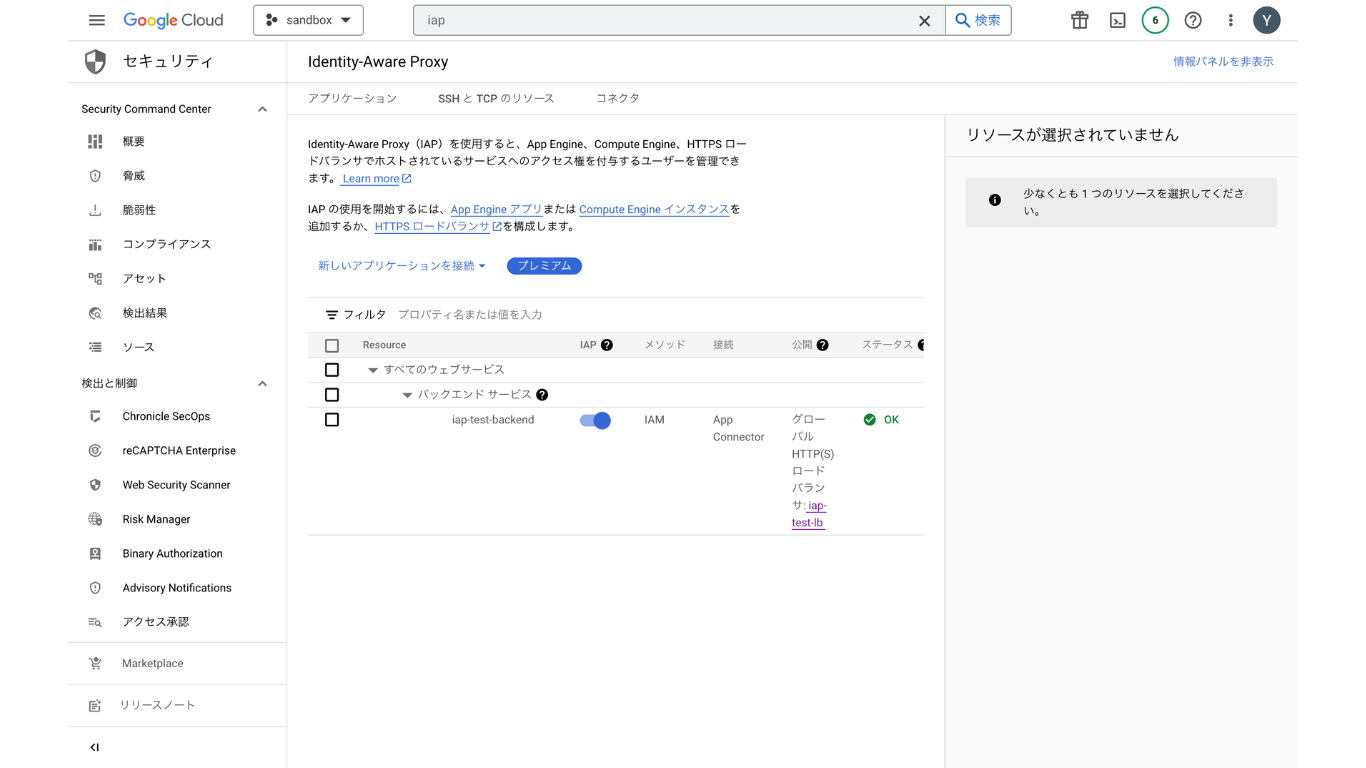 Google Cloud
sandbox
iap
検索
6
Y
セキュリティ
Identity-Aware Proxy
情報パネルを非表示
Security Command Center
概要
脅威
脆弱性
コンプライアンス
アセット
検出結果
ソース
検出と制御
Chronicle SecOps
reCAPTCHA Enterprise
Web Security Scanner
Risk Manager
Binary Authorization
Advisory Notifications
アクセス承認
Marketplace
リリースノート
アプリケーション
SSH と TCP のリソース
コネクタ
Identity-Aware Proxy（IAP）を使用すると、App Engine、Compute Engine、HTTPS ロー
ドバランサでホストされているサービスへのアクセス権を付与するユーザーを管理でき
ます。 Learn more
IAP の使用を開始するには、App Engine アプリまたは Compute Engine インスタンスを
追加するか、HTTPS ロードバランサを構成します。
新しいアプリケーションを接続
プレミアム
フィルタ プロパティ名または値を入力
Resource IAP メソッド 接続 公開 ステータス
すべてのウェブサービス
バックエンド サービス
iap-test-backend
IAM
App
Connector
グロー
バル
HTTP(S)
ロード
バラン
サ: iap-
test-lb
OK
リソースが選択されていません
少なくとも 1 つのリソースを選択してくださ
い。